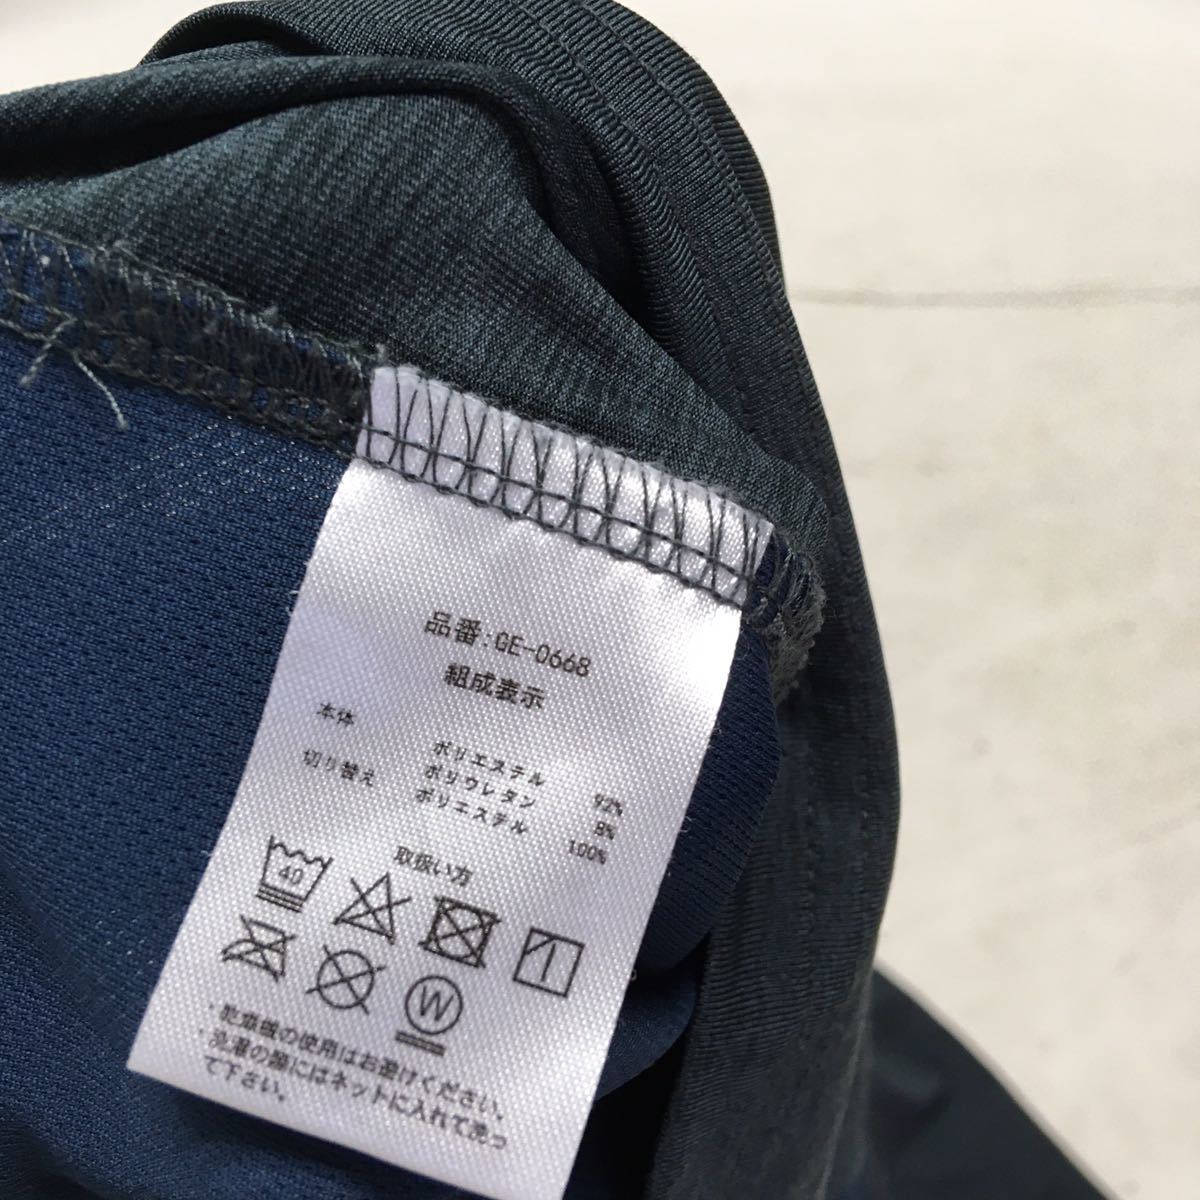 品番:GE-0668
組成表示
本体 ポリエステル 92%
ポリウレタン 8%
切り替え ポリエステル 100%
取扱い方
40
W
・乾燥機の使用はお避けください。
・洗濯の際にはネットに入れて洗っ
て下さい。